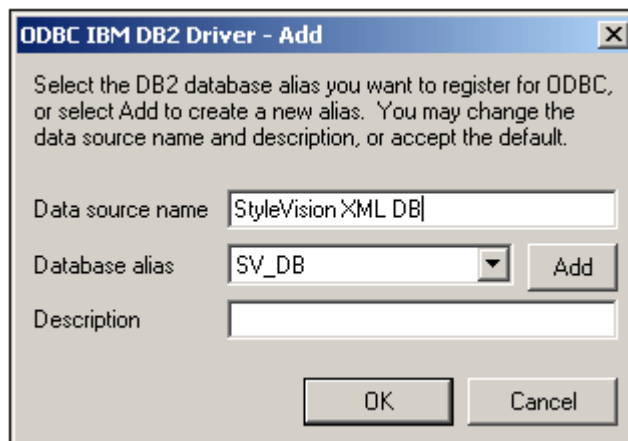 ODBC IBM DB2 Driver - Add
Select the DB2 database alias you want to register for ODBC,
or select Add to create a new alias. You may change the
data source name and description, or accept the default.
Data source name StyleVision XML DB
Database alias SV_DB Add
Description
OK Cancel